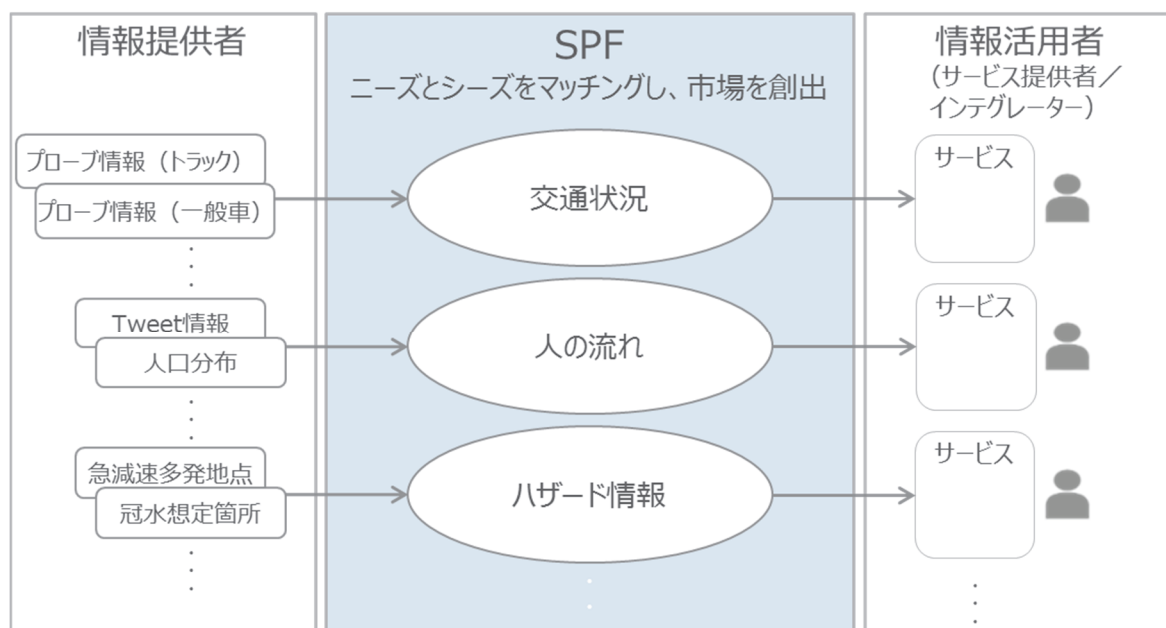 情報提供者
プローブ情報（トラック）
プローブ情報（一般車）
Tweet情報
人口分布
急減速多発地点
冠水想定箇所
SPF
ニーズとシーズをマッチングし、市場を創出
交通状況
人の流れ
ハザード情報
情報活用者
（サービス提供者／
インテグレーター）
サービス
サービス
サービス